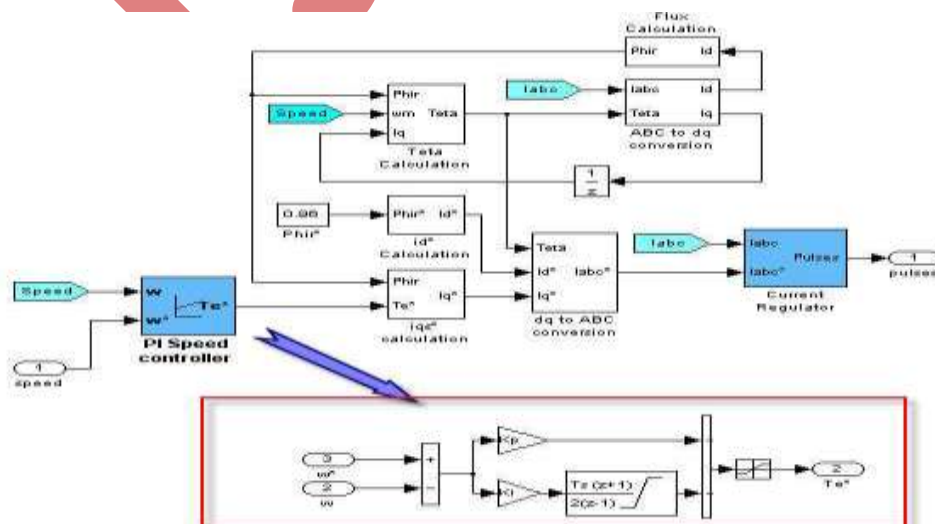 Flux
Calculation
Phir Id
Iabc
Iabc Id
Teta Iq
ABC to dq
conversion
Speed
Phir
wm Teta
Iq
Teta
Calculation
1
z
0.96
Phir*
Phir* Id*
id*
Calculation
Teta
Id* Iabc*
Iq*
dq to ABC
conversion
Iabc
Iabc
Pulses
Iabc*
Current
Regulator
1
pulses
Speed
w
Te*
w*
PI Speed
controller
1
speed
Phir
Iq*
Te*
iqs*
calculation
3
w*
2
w
+
-
Kp
Ki
Ts (z+1)
2(z-1)
2
Te*